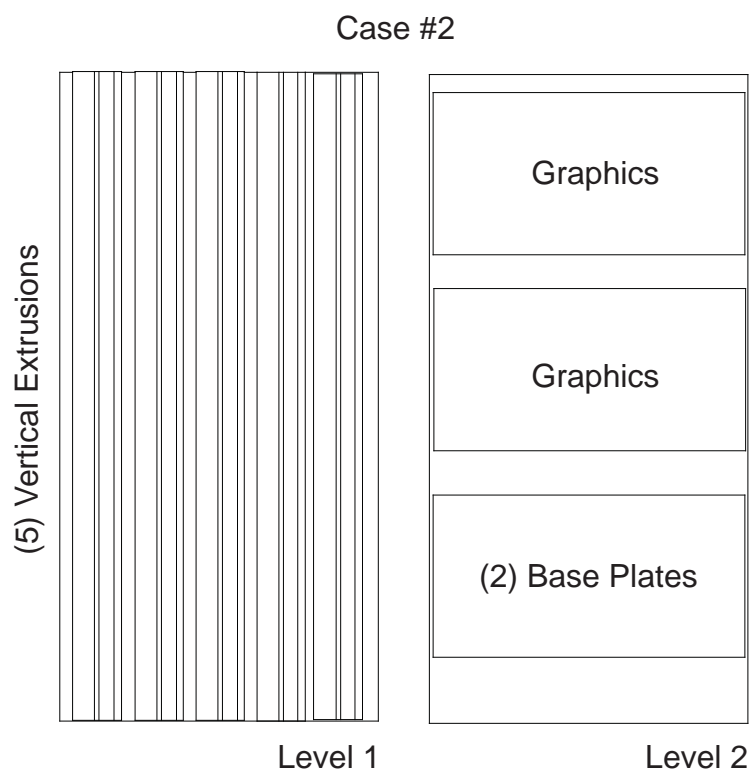 Case #2
(5) Vertical Extrusions
Graphics
Graphics
(2) Base Plates
Level 1
Level 2